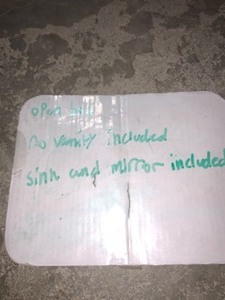 open
no vanity included
sink and mirror included